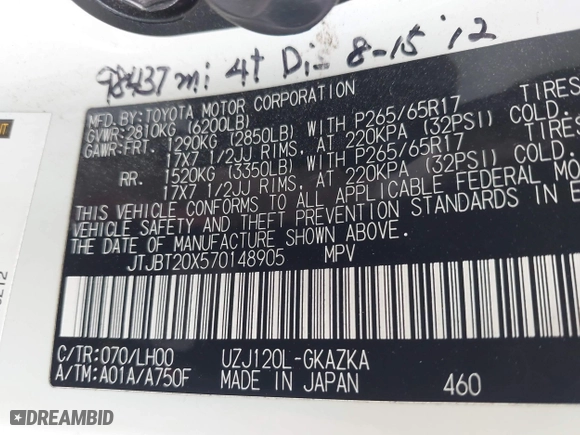 98437 mi 4t Di- 8-15'12
MFD.BY:TOYOTA MOTOR CORPORATION
GVWR:2810KG (6200LB)
GAWR:FRT. 1290KG (2850LB) WITH P265/65R17 TIRES
17X7 1/2JJ RIMS, AT 220KPA (32PSI) COLD.
RR. 1520KG (3350LB) WITH P265/65R17 TIRES
17X7 1/2JJ RIMS, AT 220KPA (32PSI) COLD.
THIS VEHICLE CONFORMS TO ALL APPLICABLE FEDERAL MO
VEHICLE SAFETY AND THEFT PREVENTION STANDARDS IN E
THE DATE OF MANUFACTURE SHOWN ABOVE.
JTJBT20X570148905 MPV
C/TR:070/LH00 UZJ120L-GKAZKA
A/TM:A01A/A750F MADE IN JAPAN 460
DREAMBID